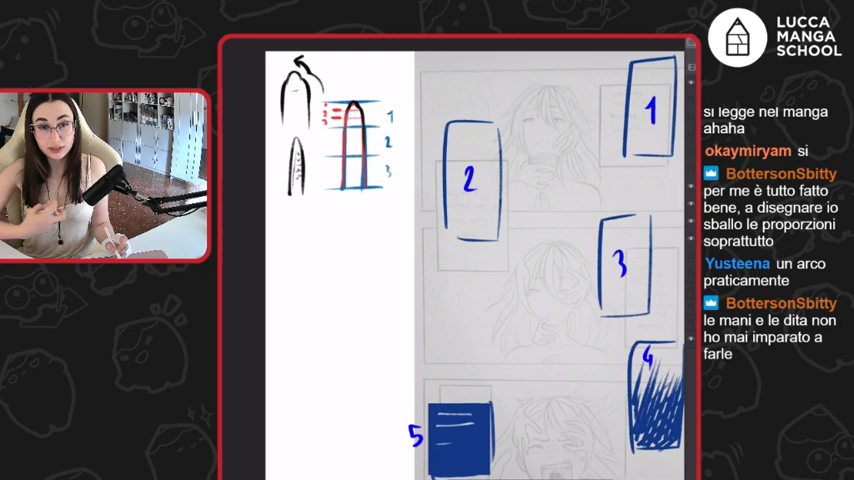 LUCCA
MANGA
SCHOOL
si legge nel manga
ahaha
okaymiryam si
BottersonSbitty
per me è tutto fatto
bene, a disegnare io
sballo le proporzioni
soprattutto
Yusteena un arco
praticamente
BottersonSbitty
le mani e le dita non
ho mai imparato a
farle
1
2
3
1
2
3
4
5